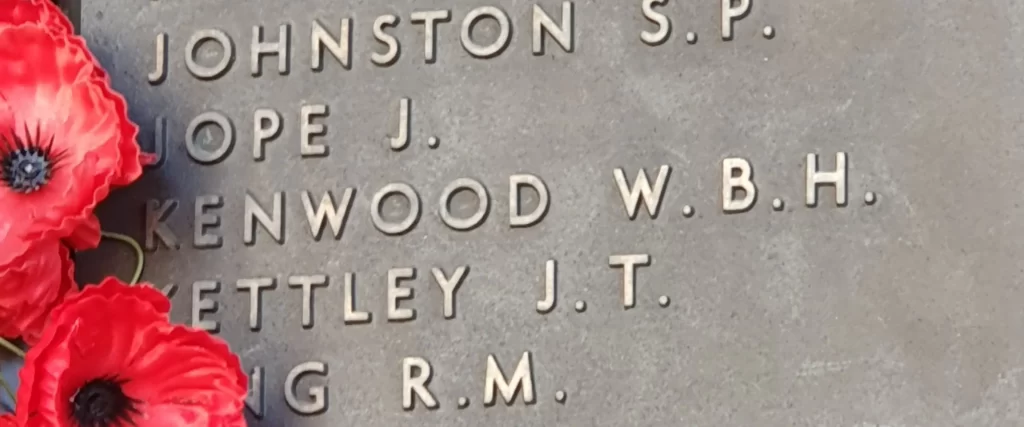 JOHNSTON S.P.
JOPE J.
KENWOOD W.B.H.
KETTLEY J.T.
R.M.